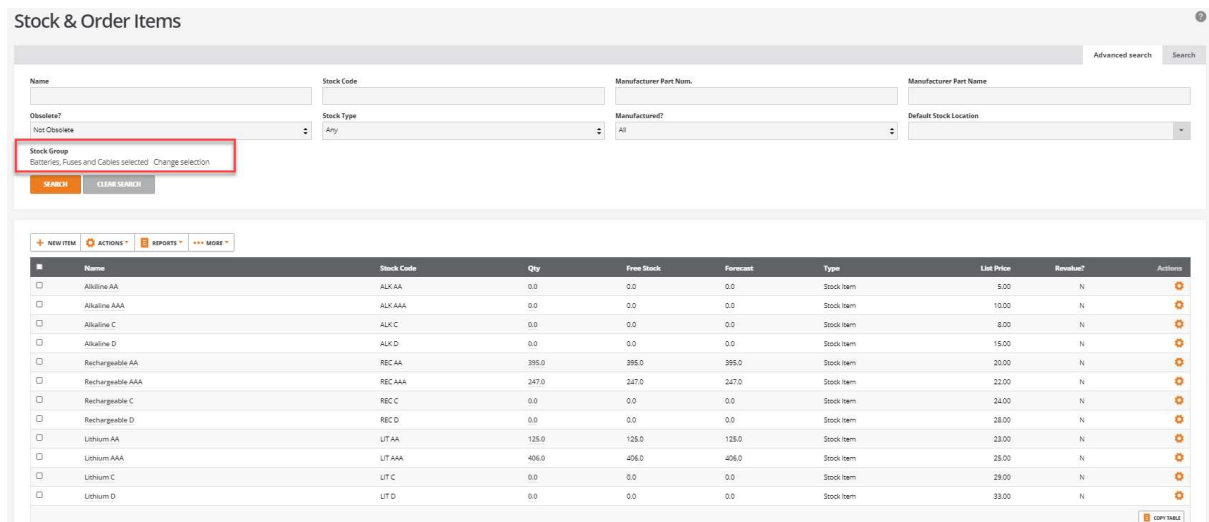 Stock & Order Items
Advanced search Search
Name Stock Code Manufacturer Part Num. Manufacturer Part Name
Obsolete? Stock Type Manufactured? Default Stock Location
Not Obsolete Any All
Stock Group
Batteries, Fuses and Cables selected Change selection
SEARCH CLEAR SEARCH
+ NEW ITEM ACTIONS REPORTS ••• MORE
Name Stock Code Qty Free Stock Forecast Type List Price Revalue? Actions
Alkiline AA ALK AA 0.0 0.0 0.0 Stock Item 5.00 N
Alkaline AAA ALK AAA 0.0 0.0 0.0 Stock Item 10.00 N
Alkaline C ALK C 0.0 0.0 0.0 Stock Item 8.00 N
Alkaline D ALK D 0.0 0.0 0.0 Stock Item 15.00 N
Rechargeable AA REC AA 395.0 395.0 395.0 Stock Item 20.00 N
Rechargeable AAA REC AAA 247.0 247.0 247.0 Stock Item 22.00 N
Rechargeable C REC C 0.0 0.0 0.0 Stock Item 24.00 N
Rechargeable D REC D 0.0 0.0 0.0 Stock Item 28.00 N
Lithium AA LIT AA 125.0 125.0 125.0 Stock Item 23.00 N
Lithium AAA LIT AAA 406.0 406.0 406.0 Stock Item 25.00 N
Lithium C LIT C 0.0 0.0 0.0 Stock Item 29.00 N
Lithium D LIT D 0.0 0.0 0.0 Stock Item 33.00 N
COPY TABLE